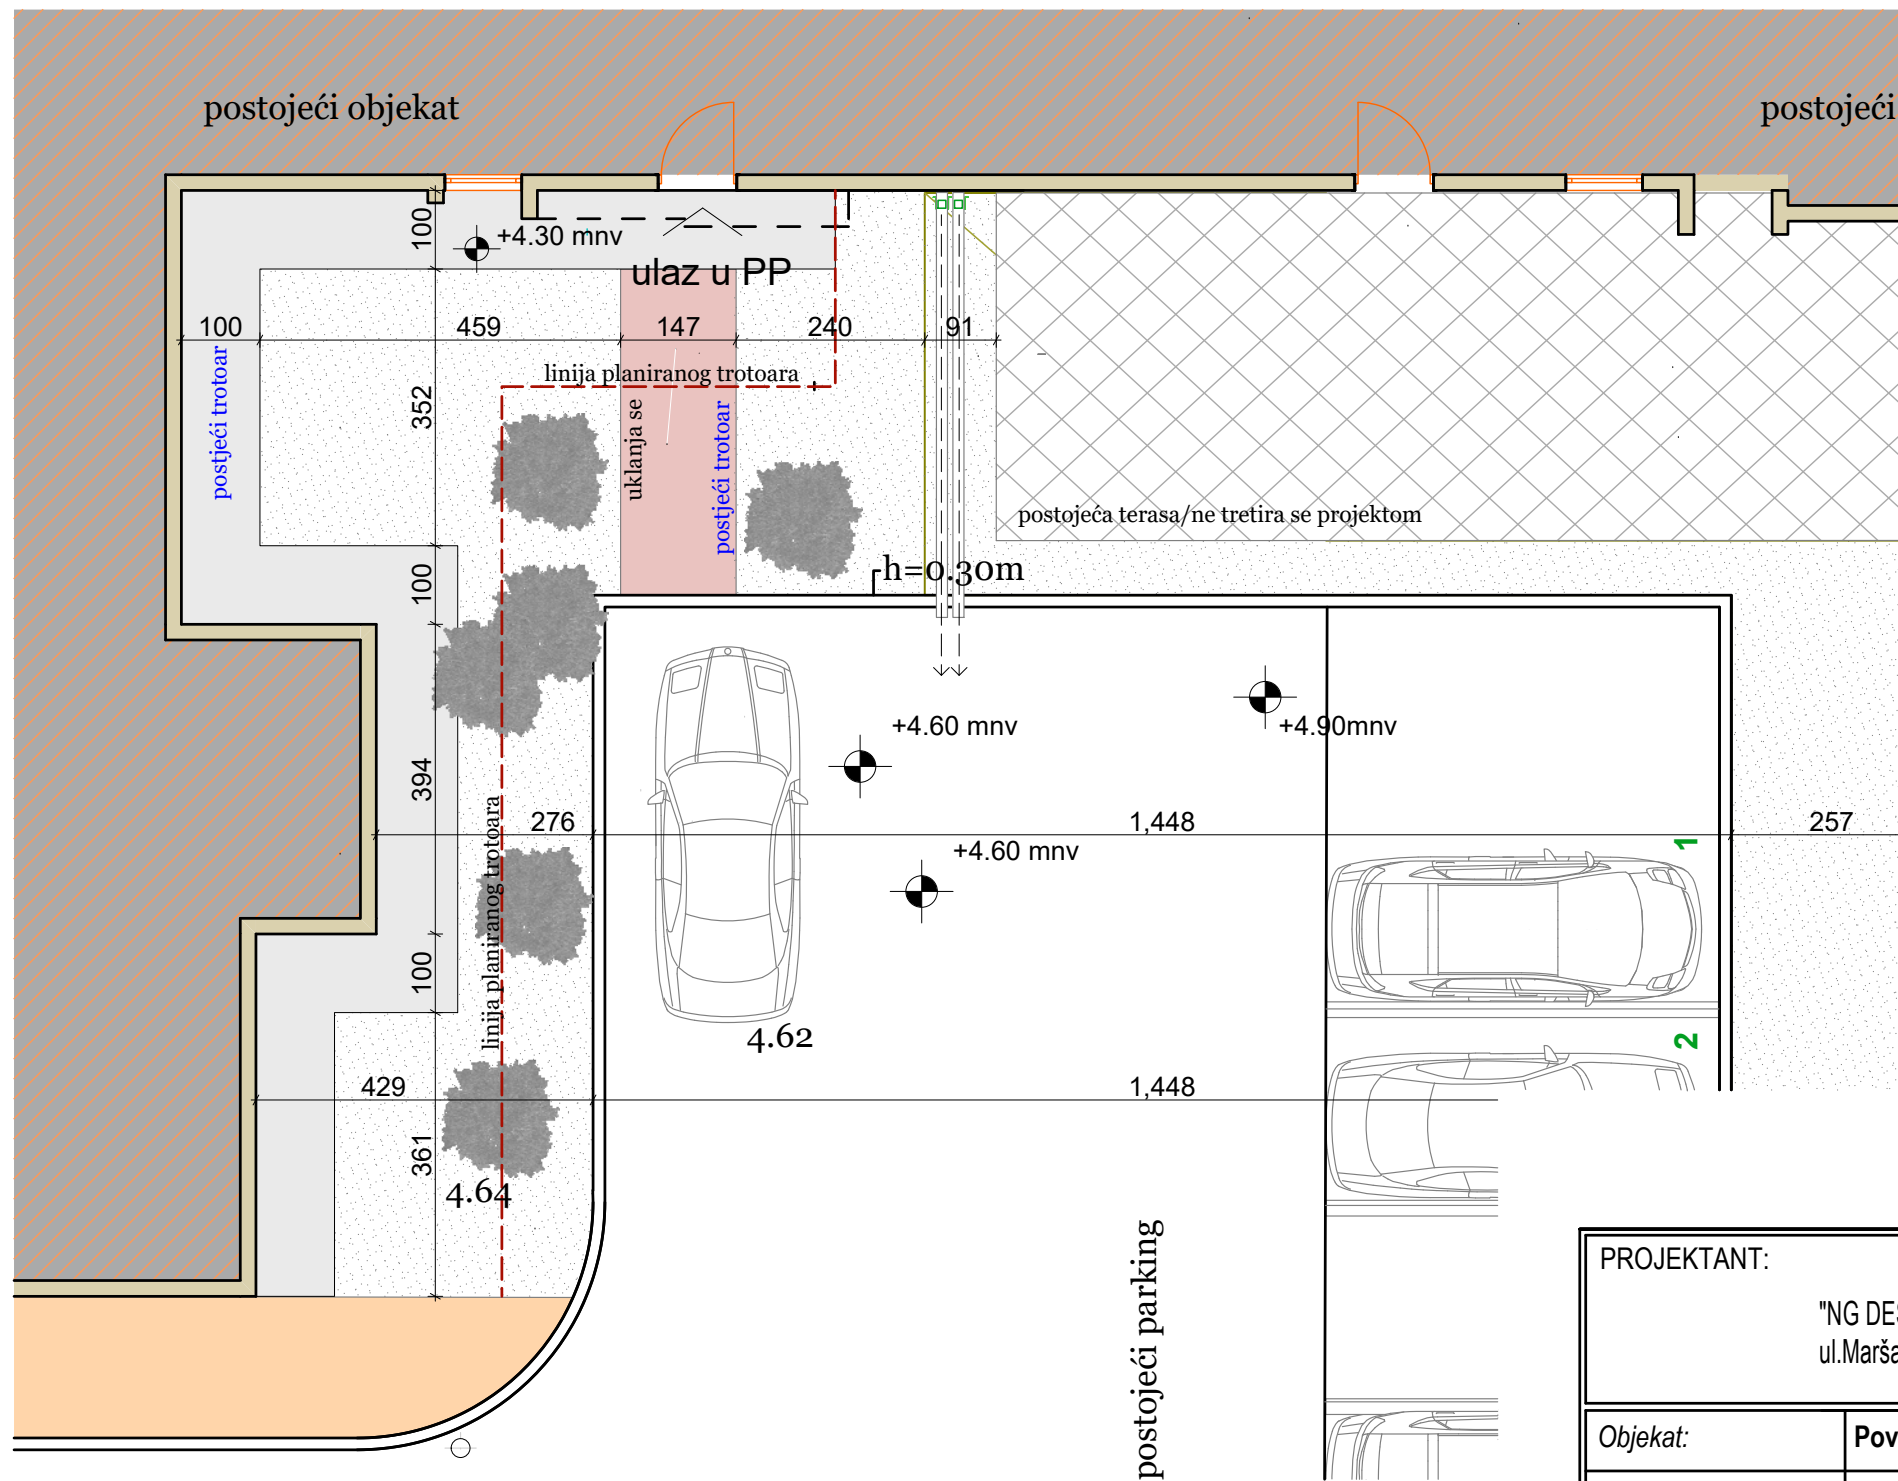 postojeći objekat
postojeći
100
+4.30 mnv
ulaz u PP
100
459
147
240
91
linija planiranog trotoara
postjeći trotoar
352
uklanja se
postjeći trotoar
postojeća terasa/ne tretira se projektom
h=0.30m
100
+4.60 mnv
+4.90mnv
394
276
1,448
257
+4.60 mnv
1
linija planiranog trotoara
100
4.62
2
429
1,448
361
4.64
postojeći parking
PROJEKTANT:
"NG DES
ul.Marša
Objekat:
Pov